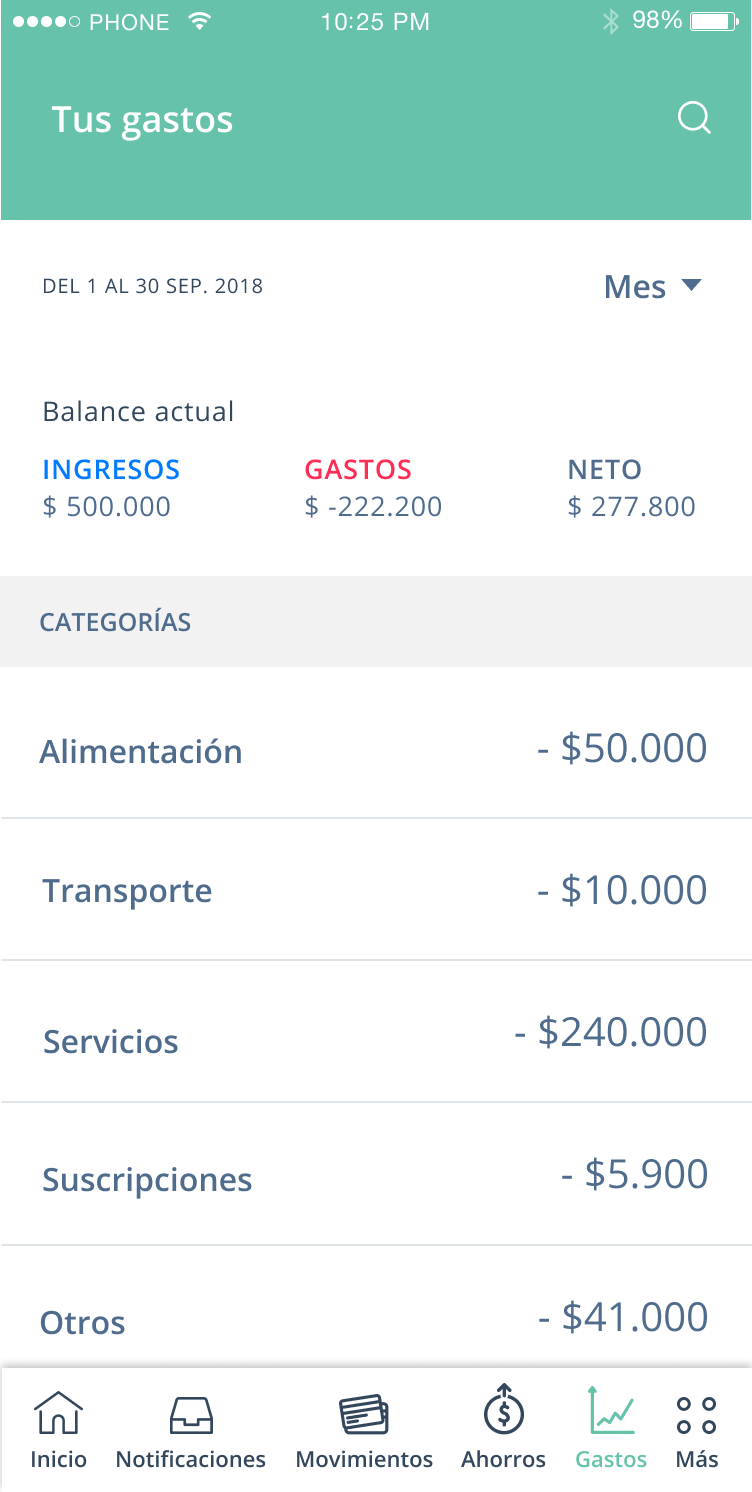 PHONE 10:25 PM 98%
Tus gastos
DEL 1 AL 30 SEP. 2018 Mes
Balance actual
INGRESOS GASTOS NETO
$ 500.000 $ -222.200 $ 277.800
CATEGORÍAS
Alimentación - $50.000
Transporte - $10.000
Servicios - $240.000
Suscripciones - $5.900
Otros - $41.000
$
Inicio Notificaciones Movimientos Ahorros Gastos Más